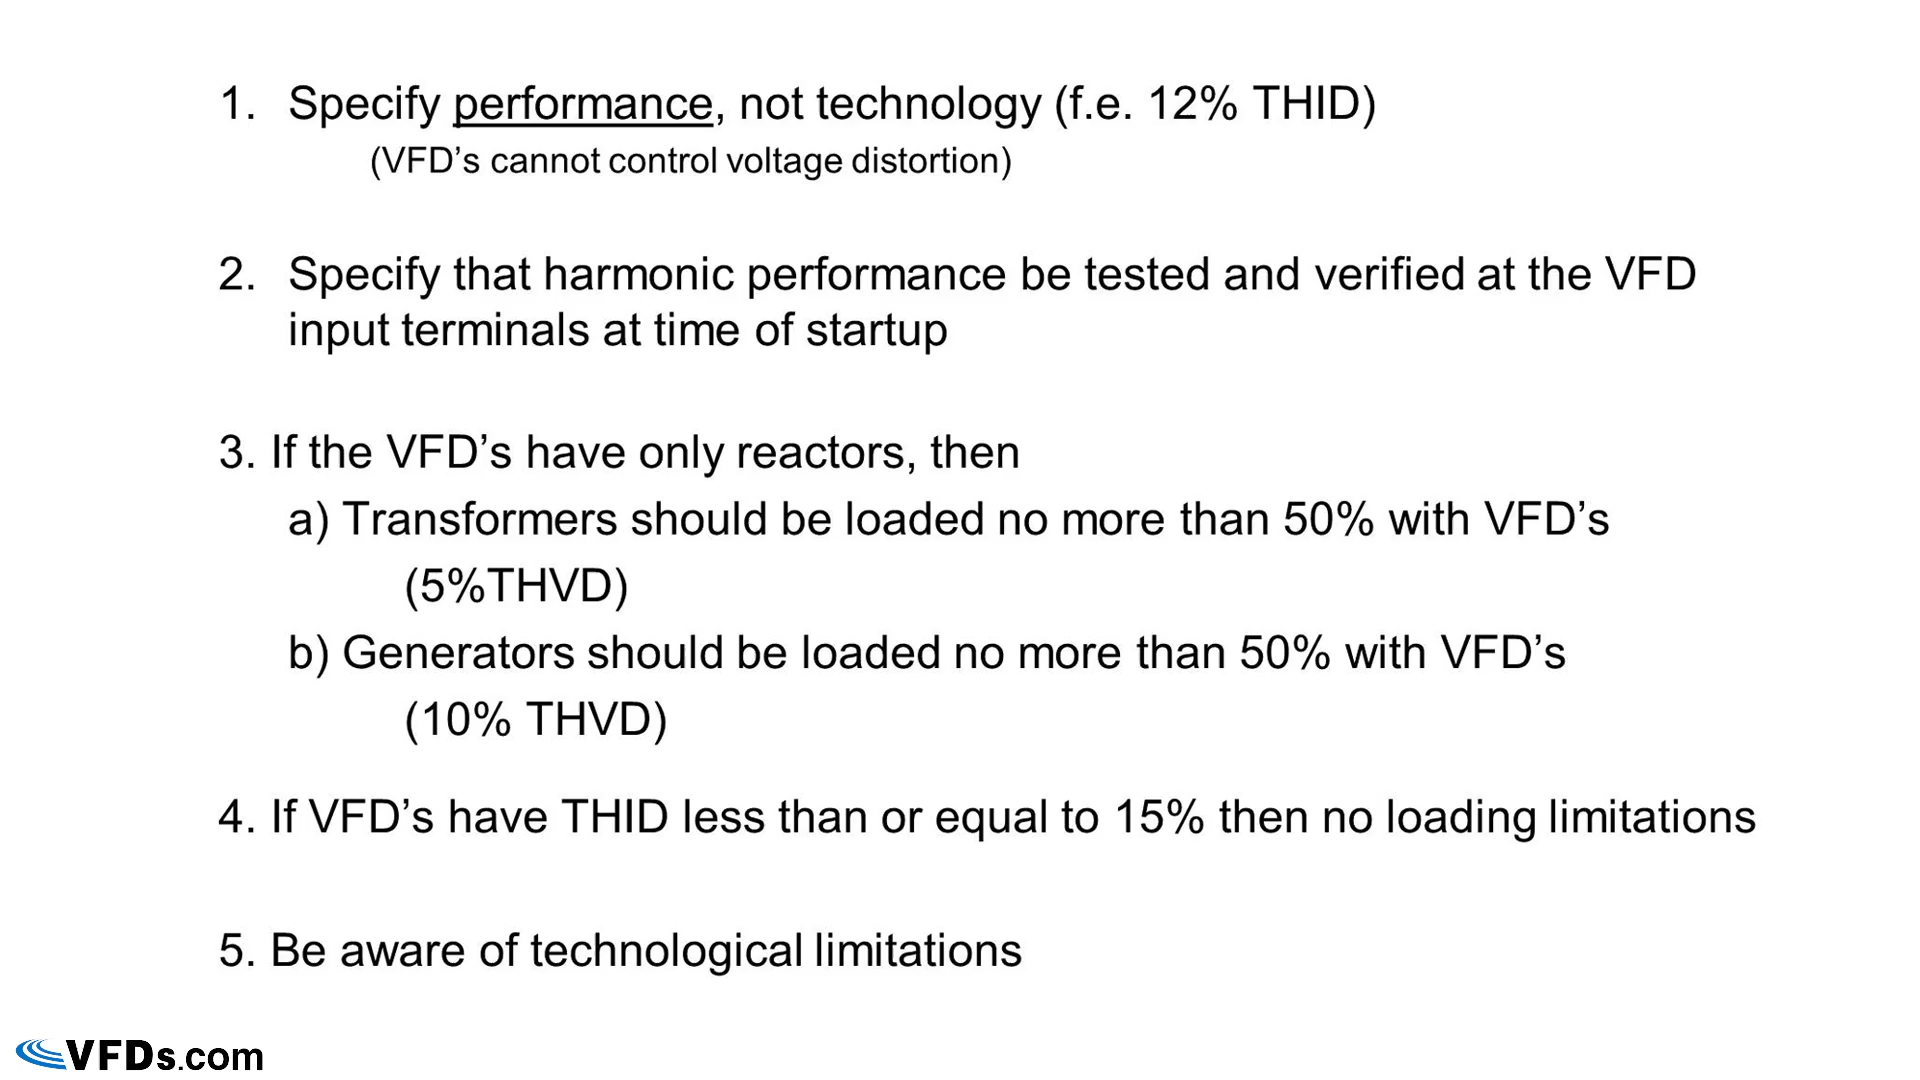 1. Specify performance, not technology (f.e. 12% THID)
(VFD’s cannot control voltage distortion)
2. Specify that harmonic performance be tested and verified at the VFD
input terminals at time of startup
3. If the VFD’s have only reactors, then
a) Transformers should be loaded no more than 50% with VFD’s
(5%THVD)
b) Generators should be loaded no more than 50% with VFD’s
(10% THVD)
4. If VFD’s have THID less than or equal to 15% then no loading limitations
5. Be aware of technological limitations
VFDs.com